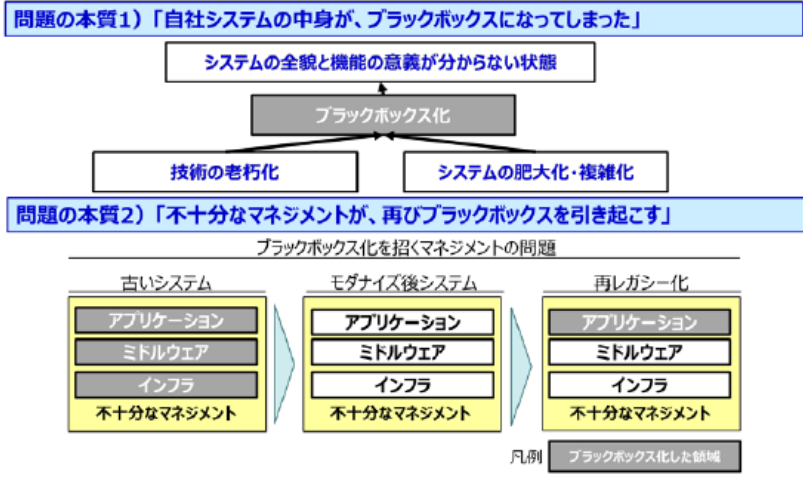 問題の本質1）「自社システムの中身が、ブラックボックスになってしまった」
システムの全貌と機能の意義が分からない状態
ブラックボックス化
技術の老朽化
システムの肥大化・複雑化
問題の本質2）「不十分なマネジメントが、再びブラックボックスを引き起こす」
ブラックボックス化を招くマネジメントの問題
古いシステム
アプリケーション
ミドルウェア
インフラ
不十分なマネジメント
モダナイズ後システム
アプリケーション
ミドルウェア
インフラ
不十分なマネジメント
再レガシー化
アプリケーション
ミドルウェア
インフラ
不十分なマネジメント
凡例
ブラックボックス化した領域